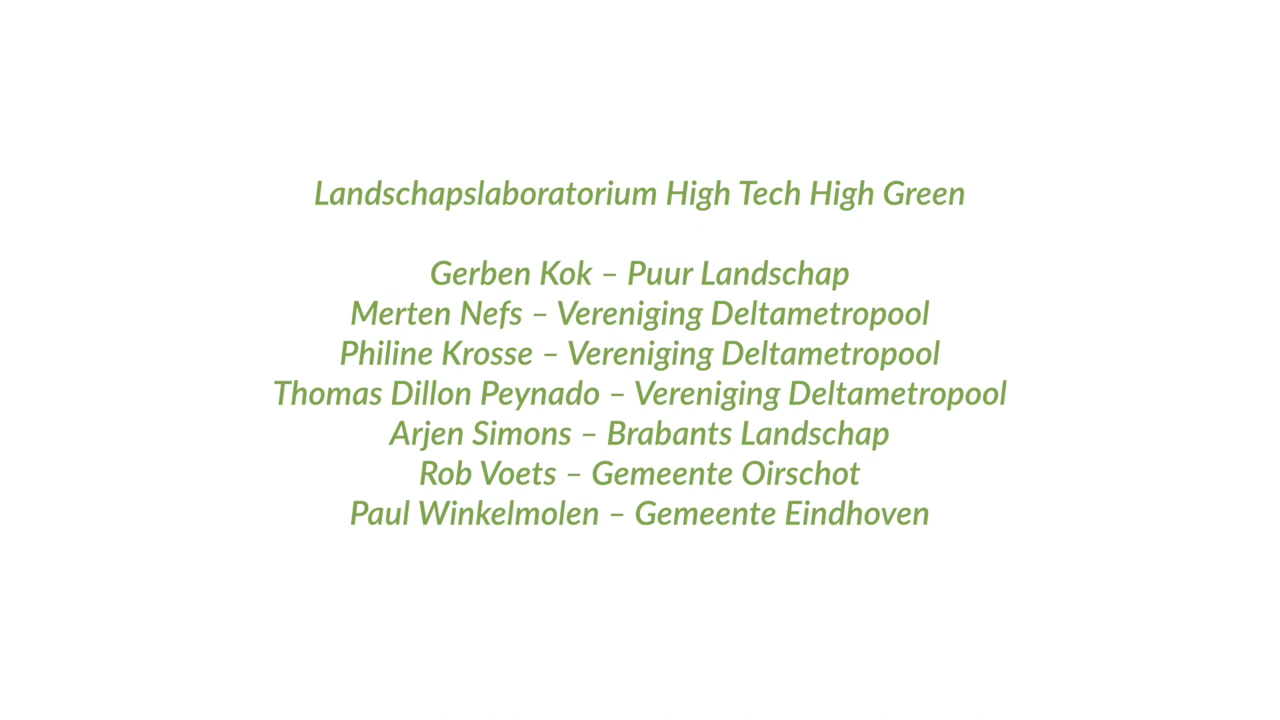 Landschapslaboratorium High Tech High Green
Gerben Kok – Puur Landschap
Merten Nefs – Vereniging Deltametropool
Philine Krosse – Vereniging Deltametropool
Thomas Dillon Peynado – Vereniging Deltametropool
Arjen Simons – Brabants Landschap
Rob Voets – Gemeente Oirschot
Paul Winkelmolen – Gemeente Eindhoven